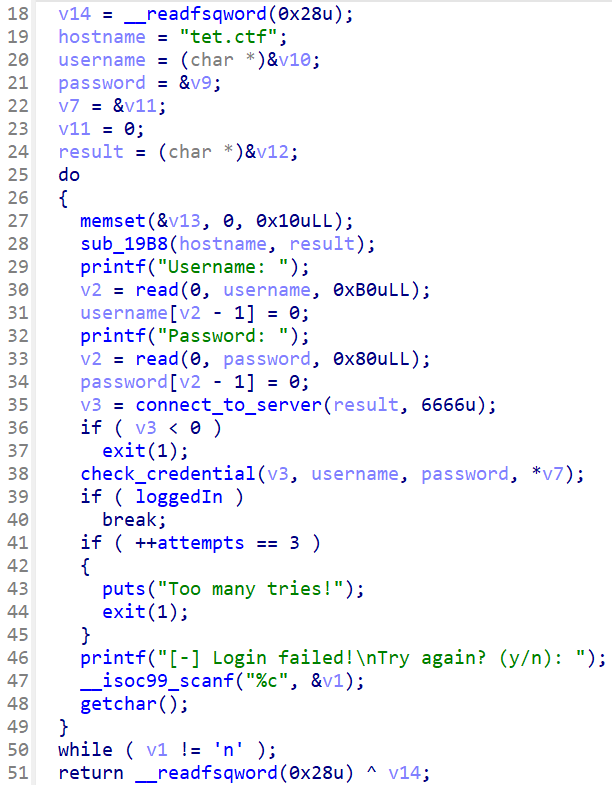 18 v14 = __readfsqword(0x28u);
19 hostname = "tet.ctf";
20 username = (char *)&v10;
21 password = &v9;
22 v7 = &v11;
23 v11 = 0;
24 result = (char *)&v12;
25 do
26 {
27 memset(&v13, 0, 0x10uLL);
28 sub_19B8(hostname, result);
29 printf("Username: ");
30 v2 = read(0, username, 0xB0uLL);
31 username[v2 - 1] = 0;
32 printf("Password: ");
33 v2 = read(0, password, 0x80uLL);
34 password[v2 - 1] = 0;
35 v3 = connect_to_server(result, 6666u);
36 if ( v3 < 0 )
37 exit(1);
38 check_credential(v3, username, password, *v7);
39 if ( loggedIn )
40 break;
41 if ( ++attempts == 3 )
42 {
43 puts("Too many tries!");
44 exit(1);
45 }
46 printf("[-] Login failed!\nTry again? (y/n): ");
47 __isoc99_scanf("%c", &v1);
48 getchar();
49 }
50 while ( v1 != 'n' );
51 return __readfsqword(0x28u) ^ v14;